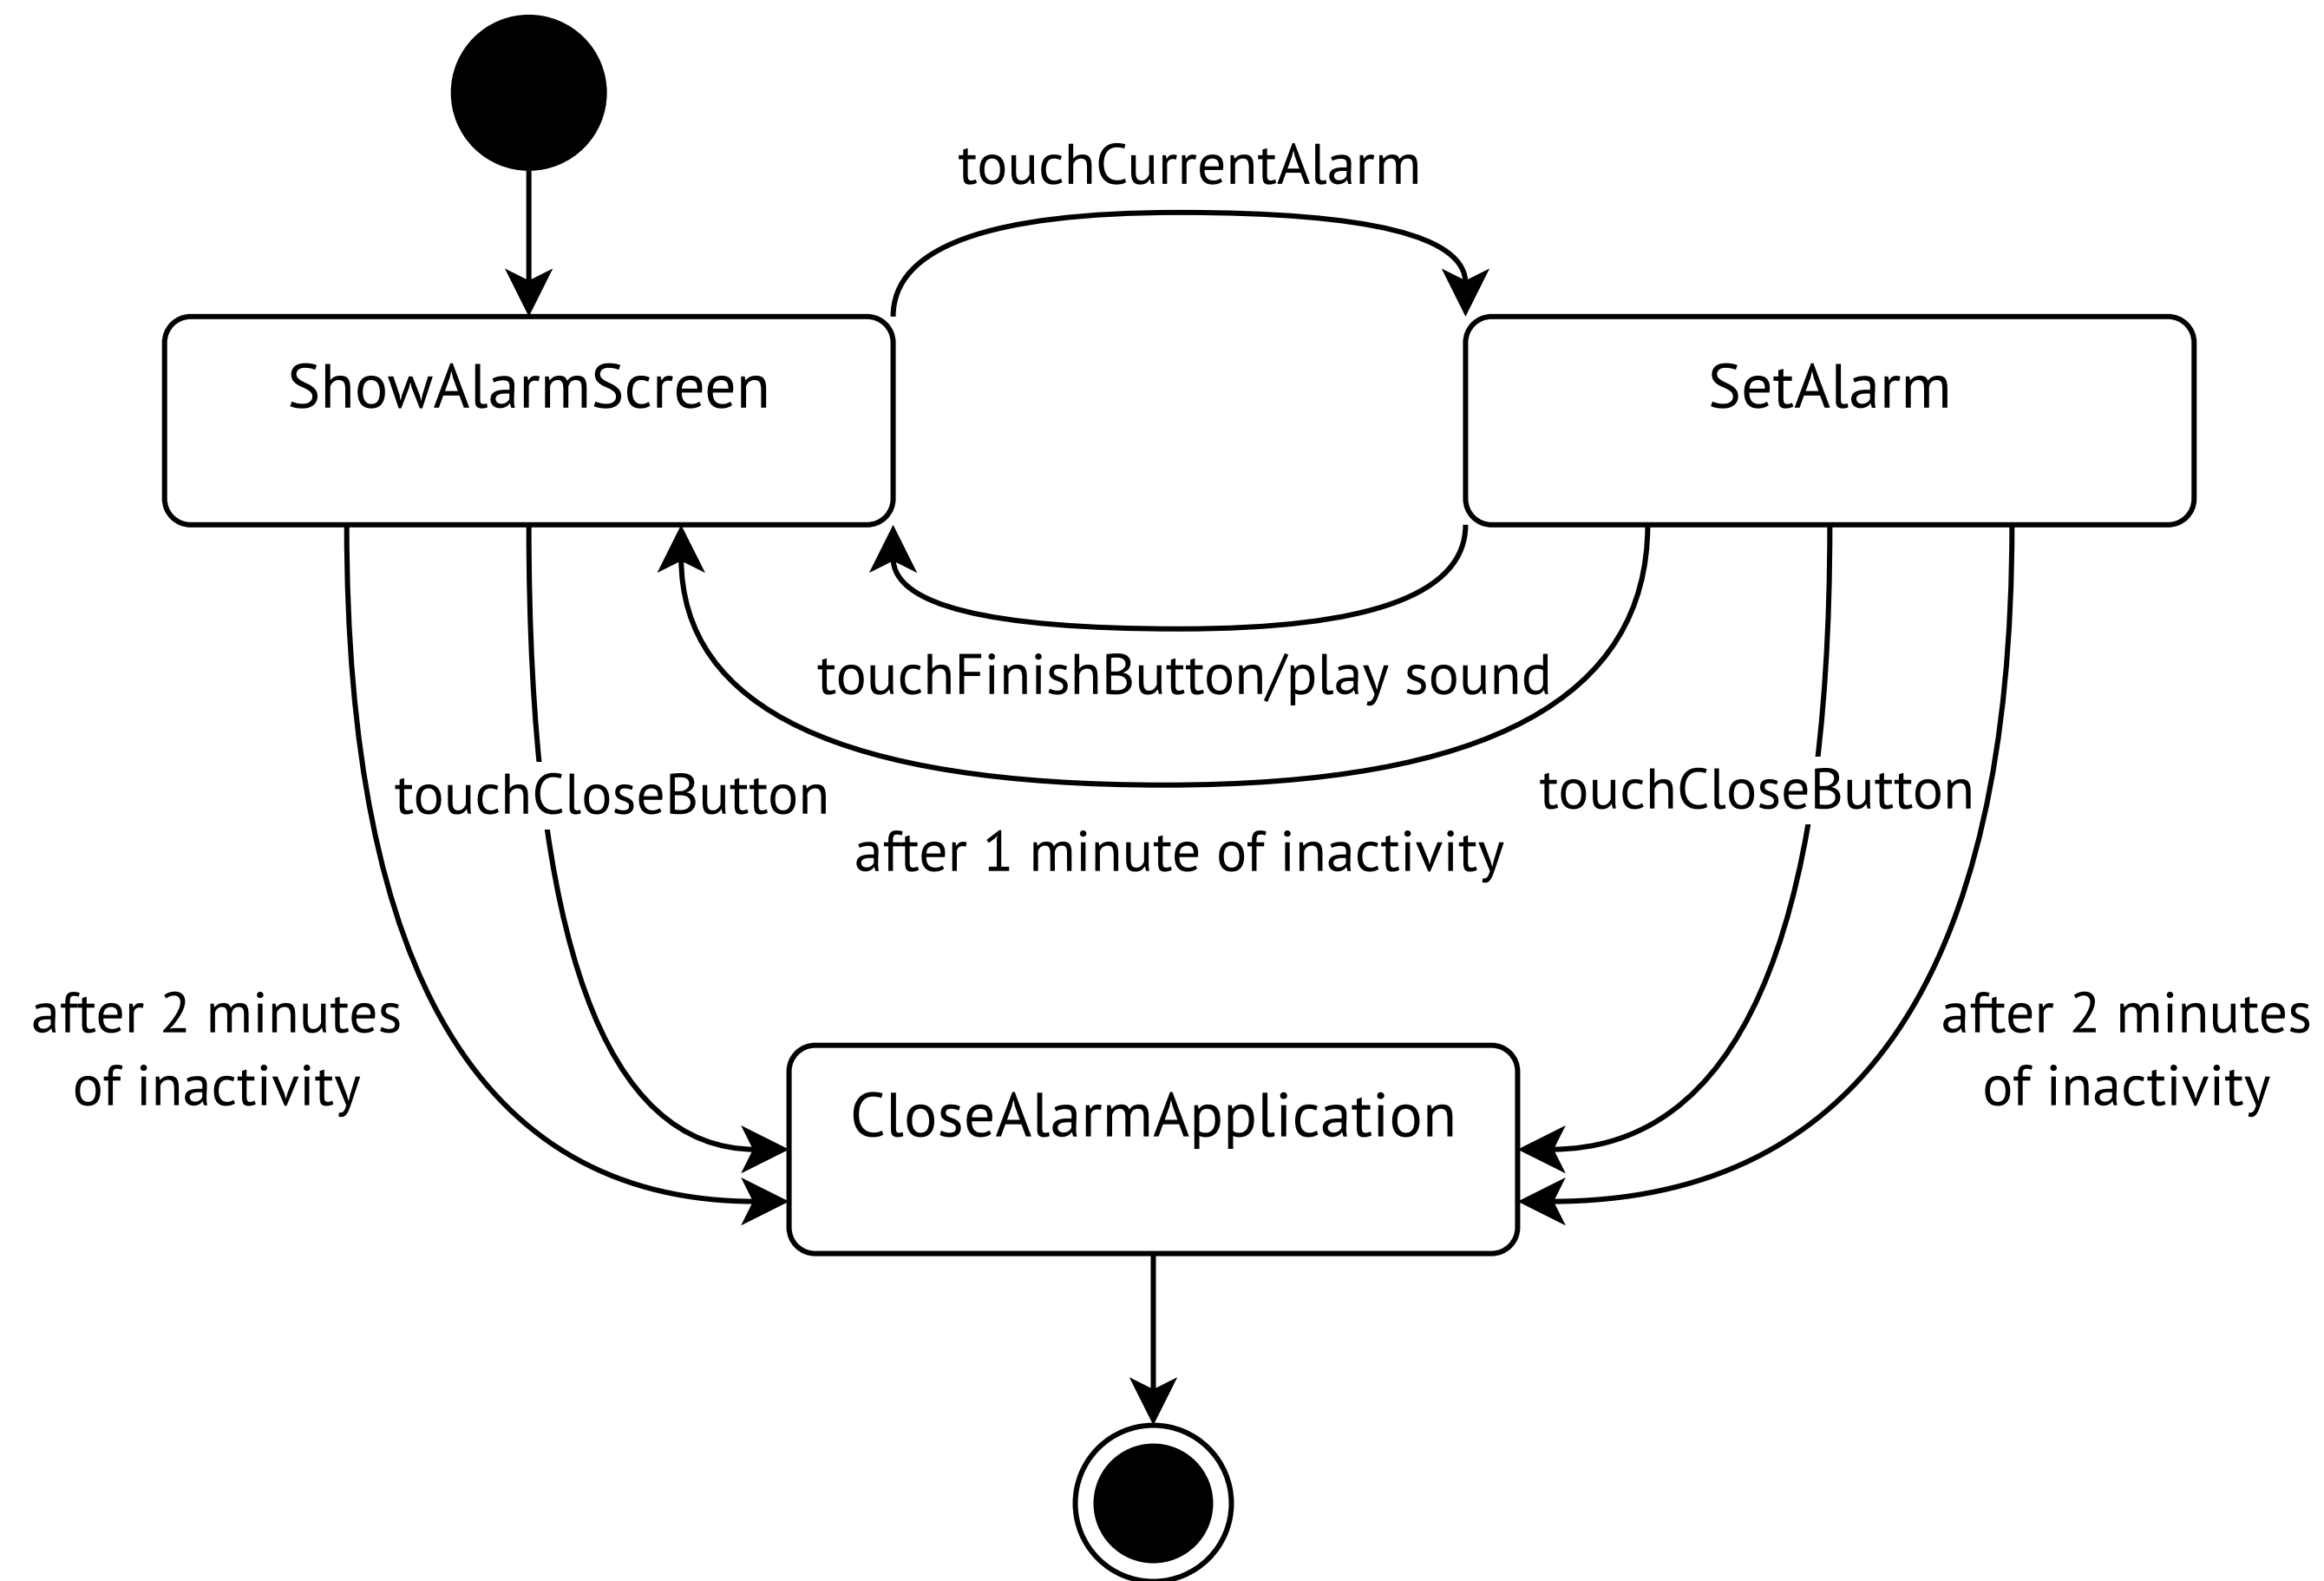 touchCurrentAlarm
ShowAlarmScreen
SetAlarm
touchFinishButton/play sound
touchCloseButton
touchCloseButton
after 1 minute of inactivity
after 2 minutes
of inactivity
after 2 minutes
of inactivity
CloseAlarmApplication